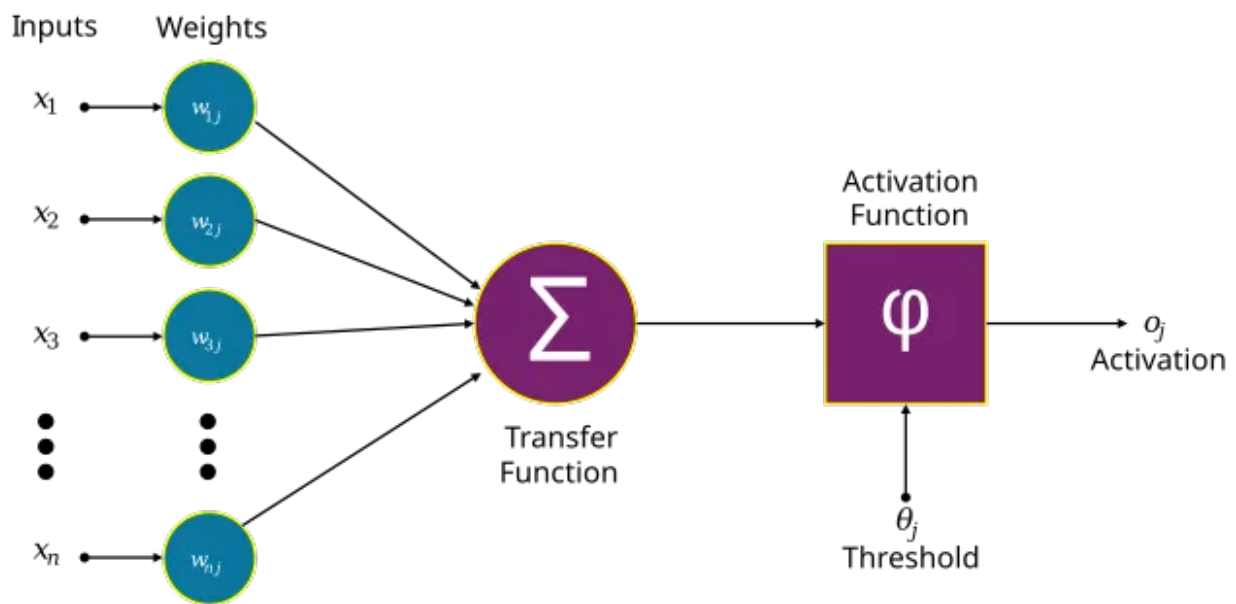 Inputs Weights
x1 w1j
x2 w2j
x3 w3j
xn wnj
Σ
Transfer
Function
Activation
Function
φ
θj
Threshold
oj
Activation